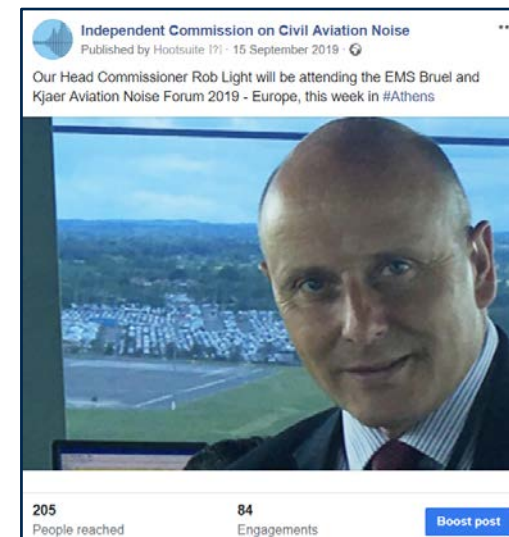 Independent Commission on Civil Aviation Noise
Published by Hootsuite [?] · 15 September 2019 ·
Our Head Commissioner Rob Light will be attending the EMS Bruel and
Kjaer Aviation Noise Forum 2019 - Europe, this week in #Athens
205
People reached
84
Engagements
Boost post